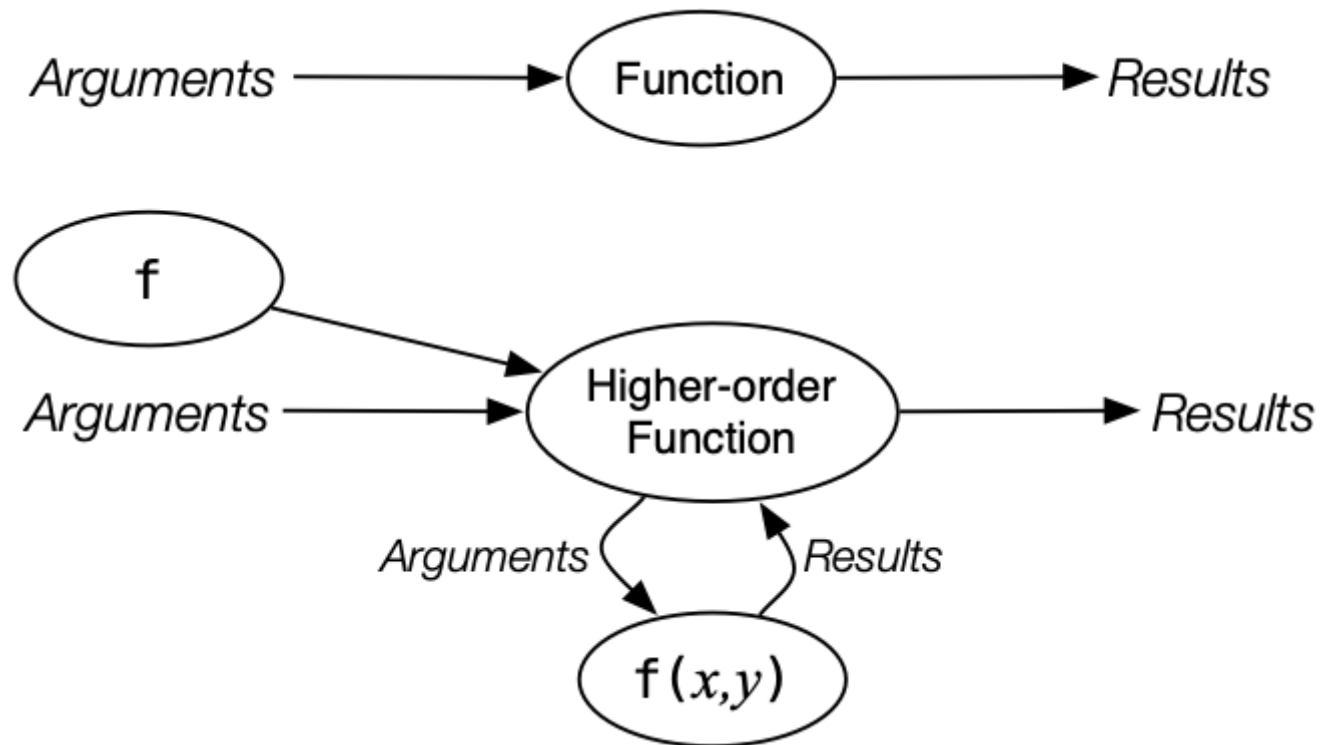 Arguments
Function
Results
f
Arguments
Higher-order
Function
Results
Arguments
Results
f(x,y)